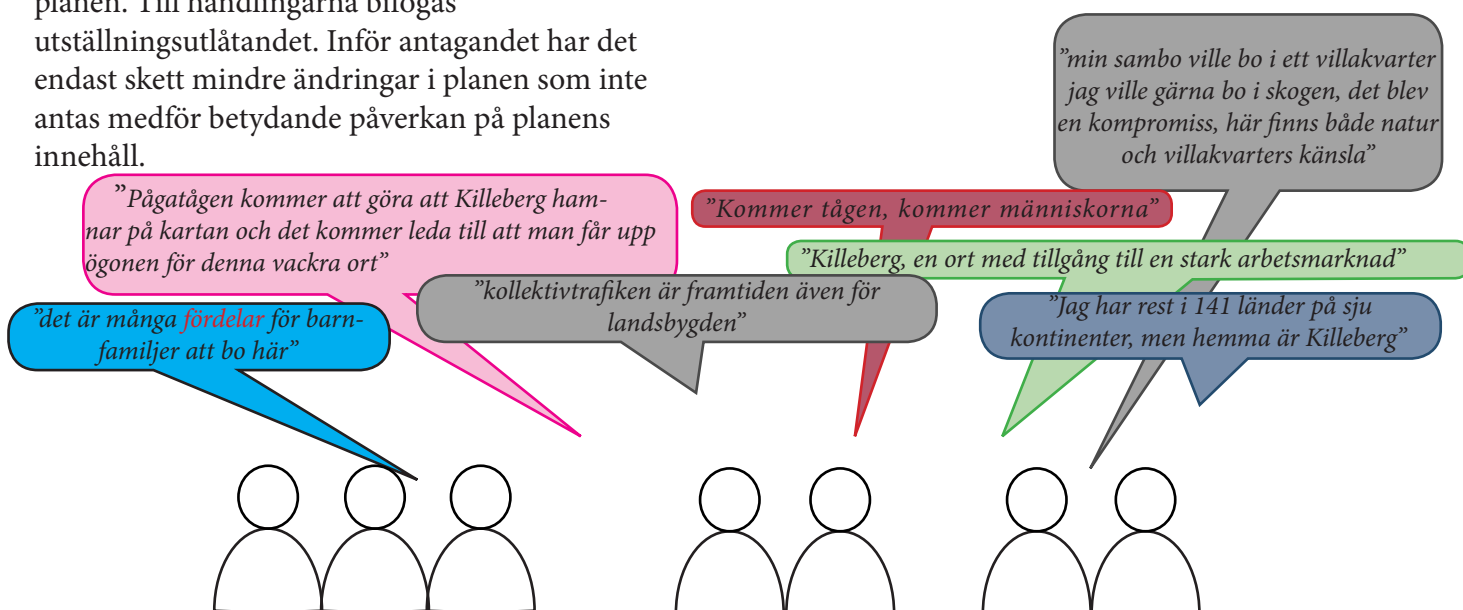 planen. Till handlingarna bifogas
utställningsutlåtandet. Inför antagandet har det
endast skett mindre ändringar i planen som inte
antas medför betydande påverkan på planens
innehåll.
”min sambo ville bo i ett villakvarter
jag ville gärna bo i skogen, det blev
en kompromiss, här finns både natur
och villakvarters känsla”
”Pågatågen kommer att göra att Killeberg ham-
nar på kartan och det kommer leda till att man får upp
ögonen för denna vackra ort”
”Kommer tågen, kommer människorna”
”Killeberg, en ort med tillgång till en stark arbetsmarknad”
”kollektivtrafiken är framtiden även för
landsbygden”
”Jag har rest i 141 länder på sju
kontinenter, men hemma är Killeberg”
”det är många fördelar för barn-
familjer att bo här”